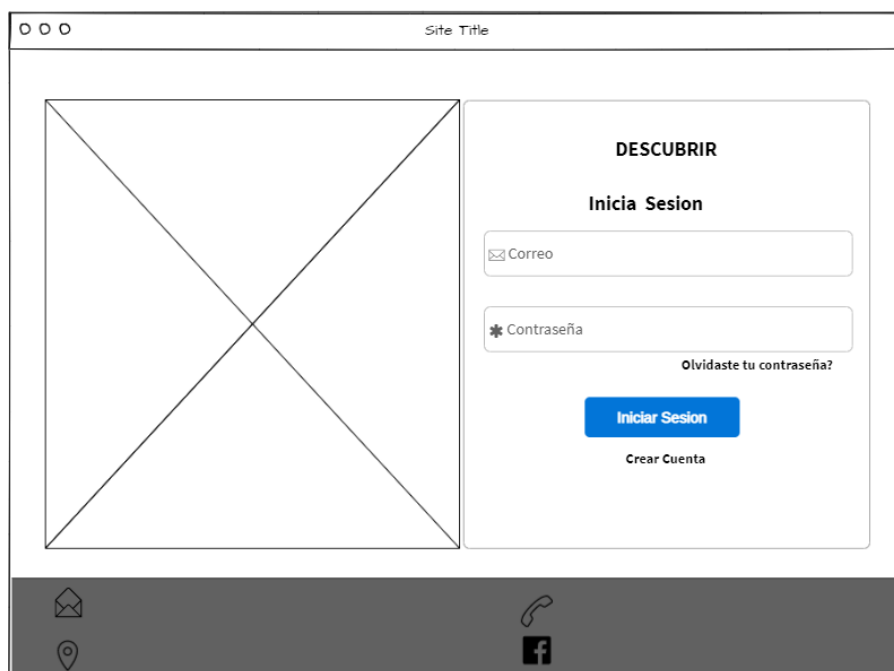 Site Title
DESCUBRIR
Inicia Sesion
Correo
Contraseña
Olvidaste tu contraseña?
Iniciar Sesion
Crear Cuenta